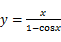 y = x/(1−cosx)